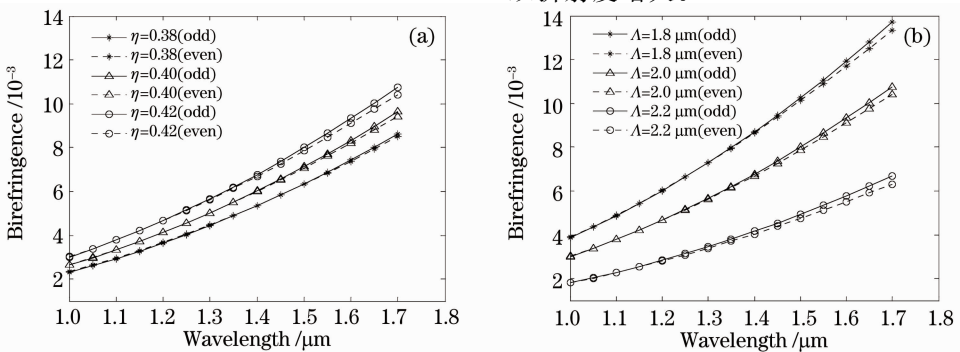 14
12
10
8
6
4
2
Birefringence /10⁻³
η=0.38(odd)
η=0.38(even)
η=0.40(odd)
η=0.40(even)
η=0.42(odd)
η=0.42(even)
(a)
1.0 1.1 1.2 1.3 1.4 1.5 1.6 1.7 1.8
Wavelength /μm
14
12
10
8
6
4
2
Birefringence /10⁻³
Λ=1.8 μm(odd)
Λ=1.8 μm(even)
Λ=2.0 μm(odd)
Λ=2.0 μm(even)
Λ=2.2 μm(odd)
Λ=2.2 μm(even)
(b)
1.0 1.1 1.2 1.3 1.4 1.5 1.6 1.7 1.8
Wavelength /μm